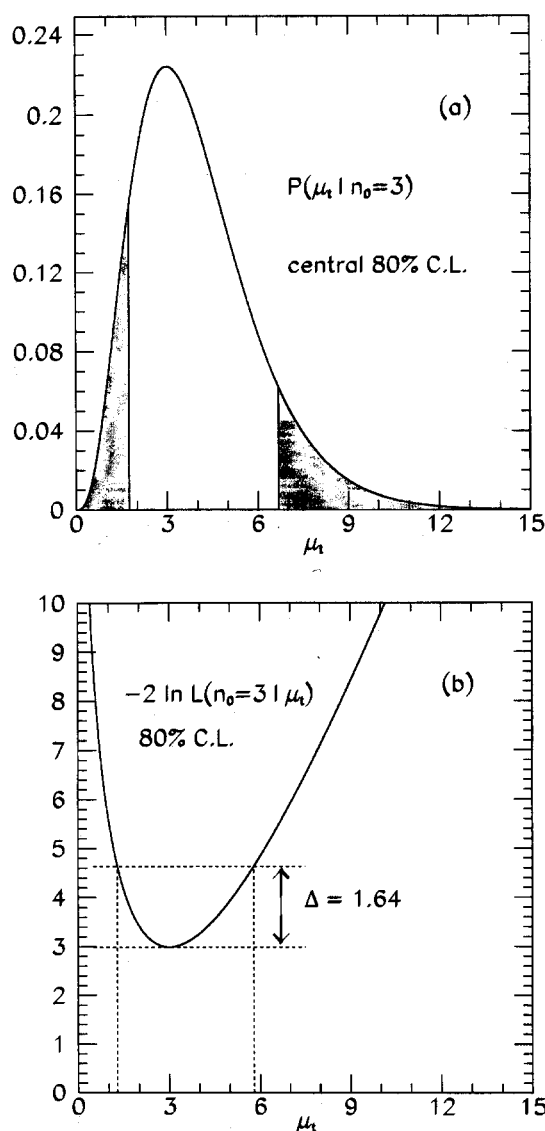 0.24
0.2
0.16
0.12
0.08
0.04
0
(a)
P(μt | n0=3)
central 80% C.L.
0 3 6 9 12 15
μt
10
9
8
7
6
5
4
3
2
1
0
−2 ln L(n0=3 | μt)
80% C.L.
(b)
Δ = 1.64
0 3 6 9 12 15
μt